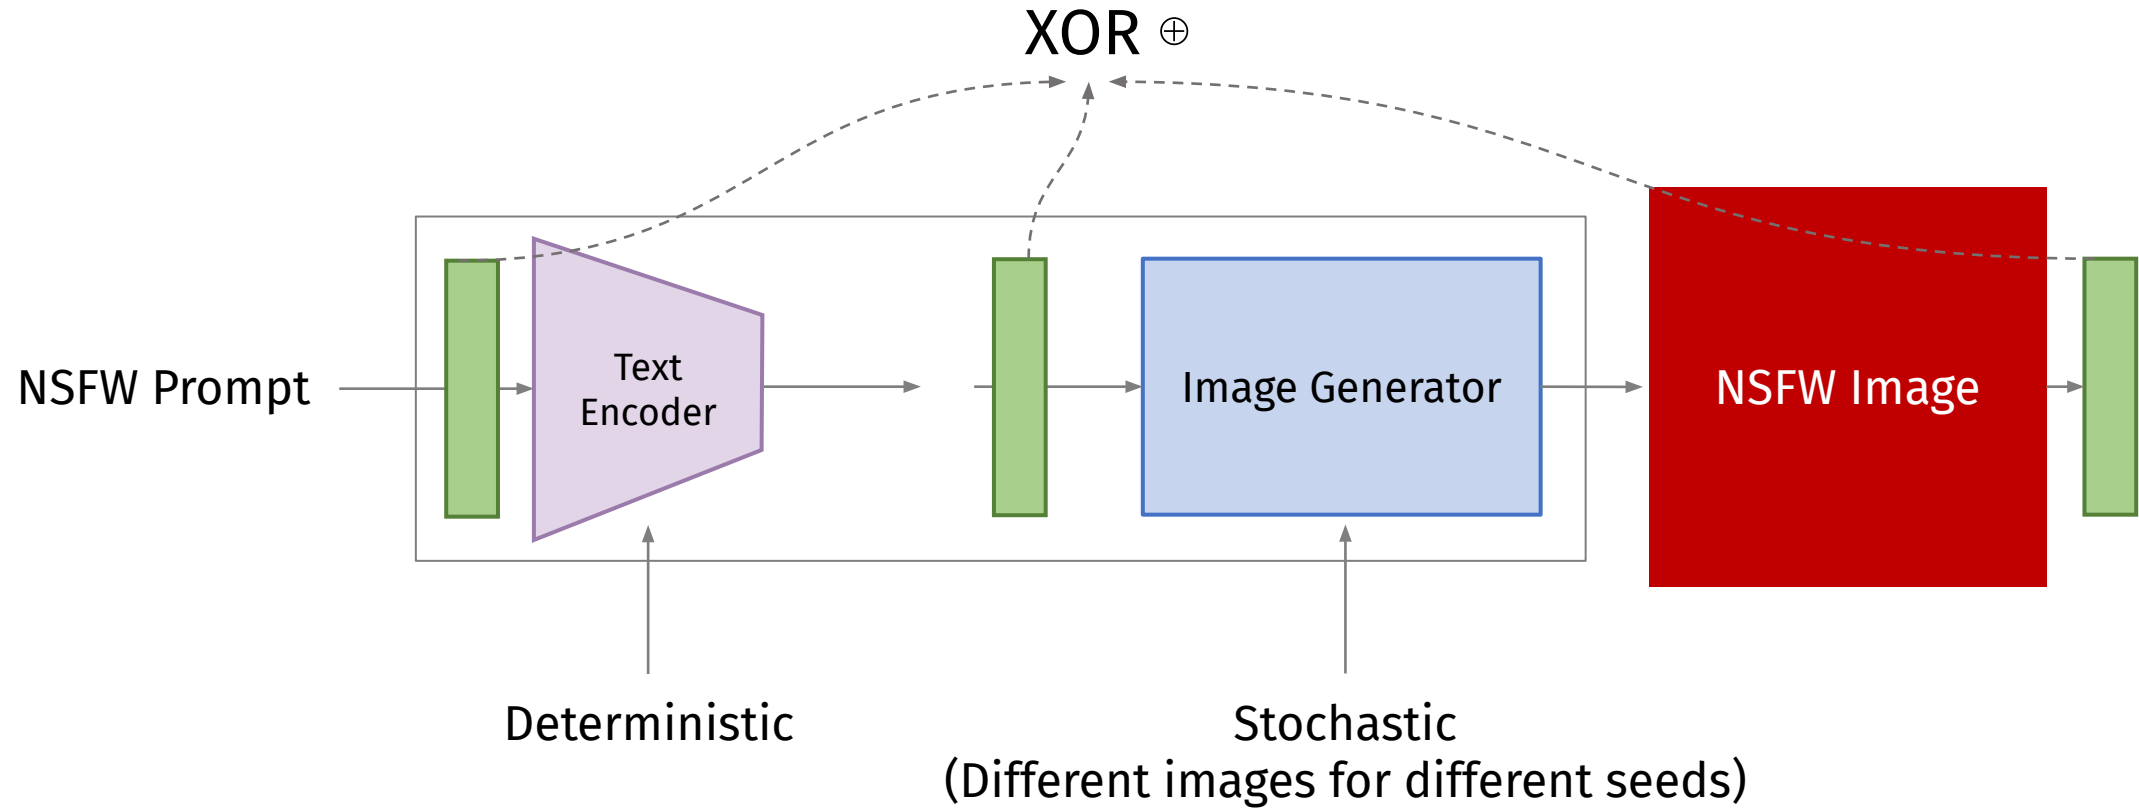 XOR ⊕
NSFW Prompt
Text
Encoder
Image Generator
NSFW Image
Deterministic
Stochastic
(Different images for different seeds)